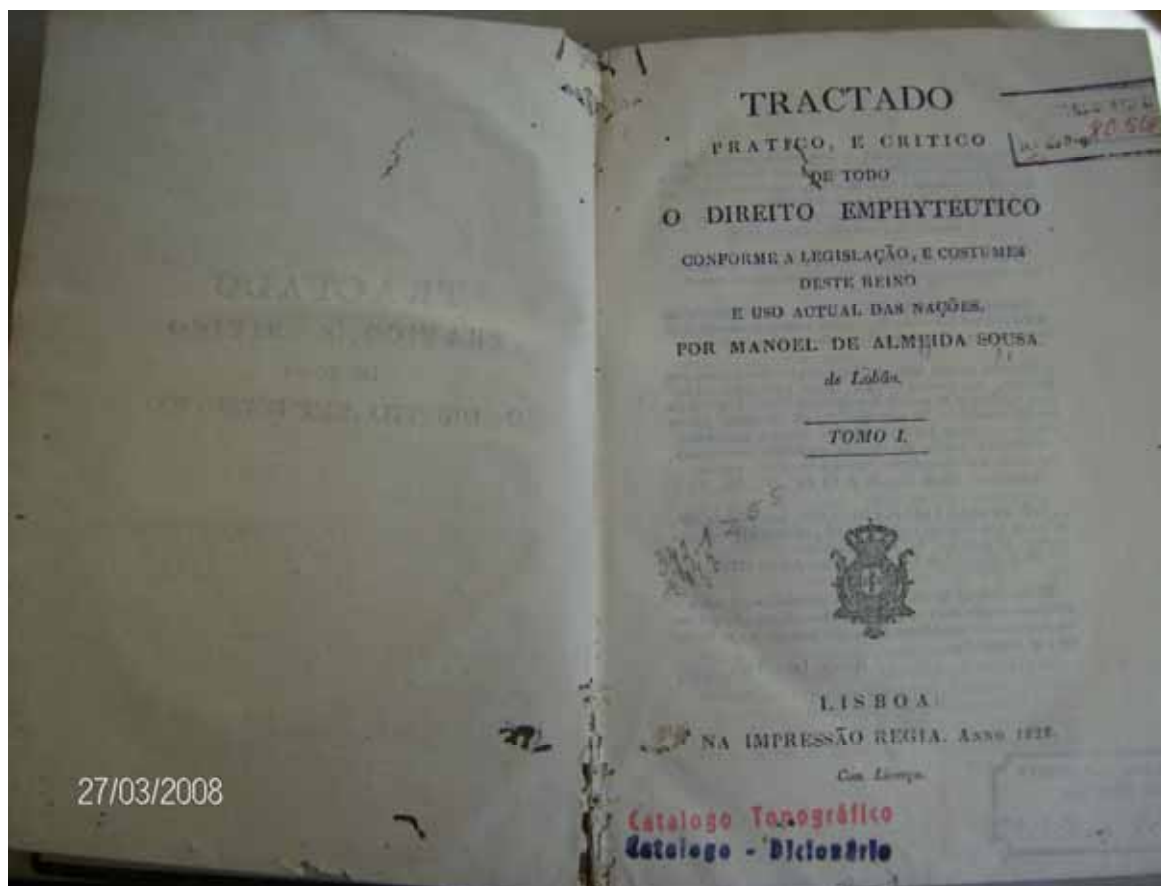 TRACTADO
PRATICO, E CRITICO
DE TODO
O DIREITO EMPHYTEUTICO
CONFORME A LEGISLAÇÃO, E COSTUMES
DESTE REINO
E USO ACTUAL DAS NAÇÕES,
POR MANOEL DE ALMEIDA SOUSA
de Lobão.
TOMO I.
LISBOA
NA IMPRESSÃO REGIA. Anno
Com Licença.
Catalogo Topográfico
Catalogo - Dicionário
27/03/2008